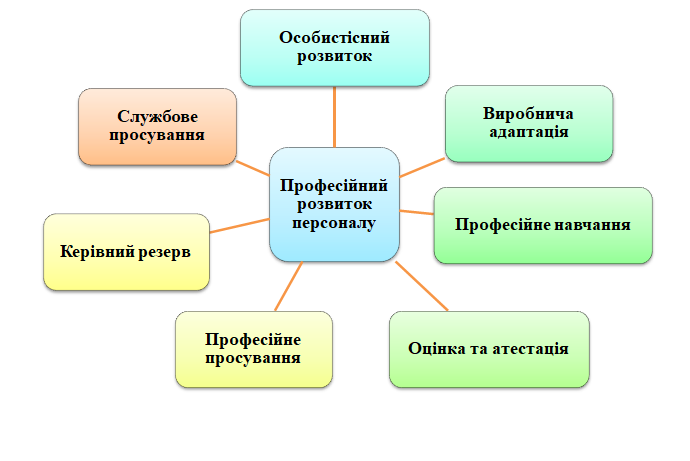 Особистісний
розвиток
Службове
просування
Виробнича
адаптація
Професійний
розвиток
персоналу
Професійне навчання
Керівний резерв
Професійне
просування
Оцінка та атестація